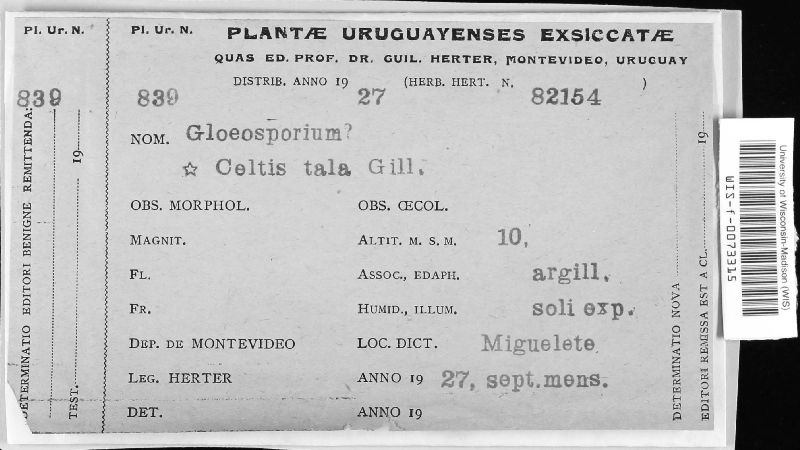 Pl. Ur. N.
839
DETERMINATIO EDITORI BENIGNE REMITTENDA:
TEST. 19
Pl. Ur. N. PLANTÆ URUGUAYENSES EXSICCATÆ
QUAS ED. PROF. DR. GUIL. HERTER, MONTEVIDEO, URUGUAY
DISTRIB. ANNO 19 (HERB. HERT. N. )
839 27 82154
NOM. Gloeosporium?
☆ Celtis tala Gill.
OBS. MORPHOL. OBS. ŒCOL.
MAGNIT. ALTIT. M. S. M. 10,
FL. ASSOC., EDAPH. argill.
FR. HUMID., ILLUM. soli exp.
DEP. DE MONTEVIDEO LOC. DICT. Miguelete
LEG. HERTER ANNO 19 27, sept.mens.
DET. ANNO 19
DETERMINATIO NOVA
EDITORI REMISSA EST A CL. 19
University of Wisconsin-Madison (WIS)
WIS-f-0073315